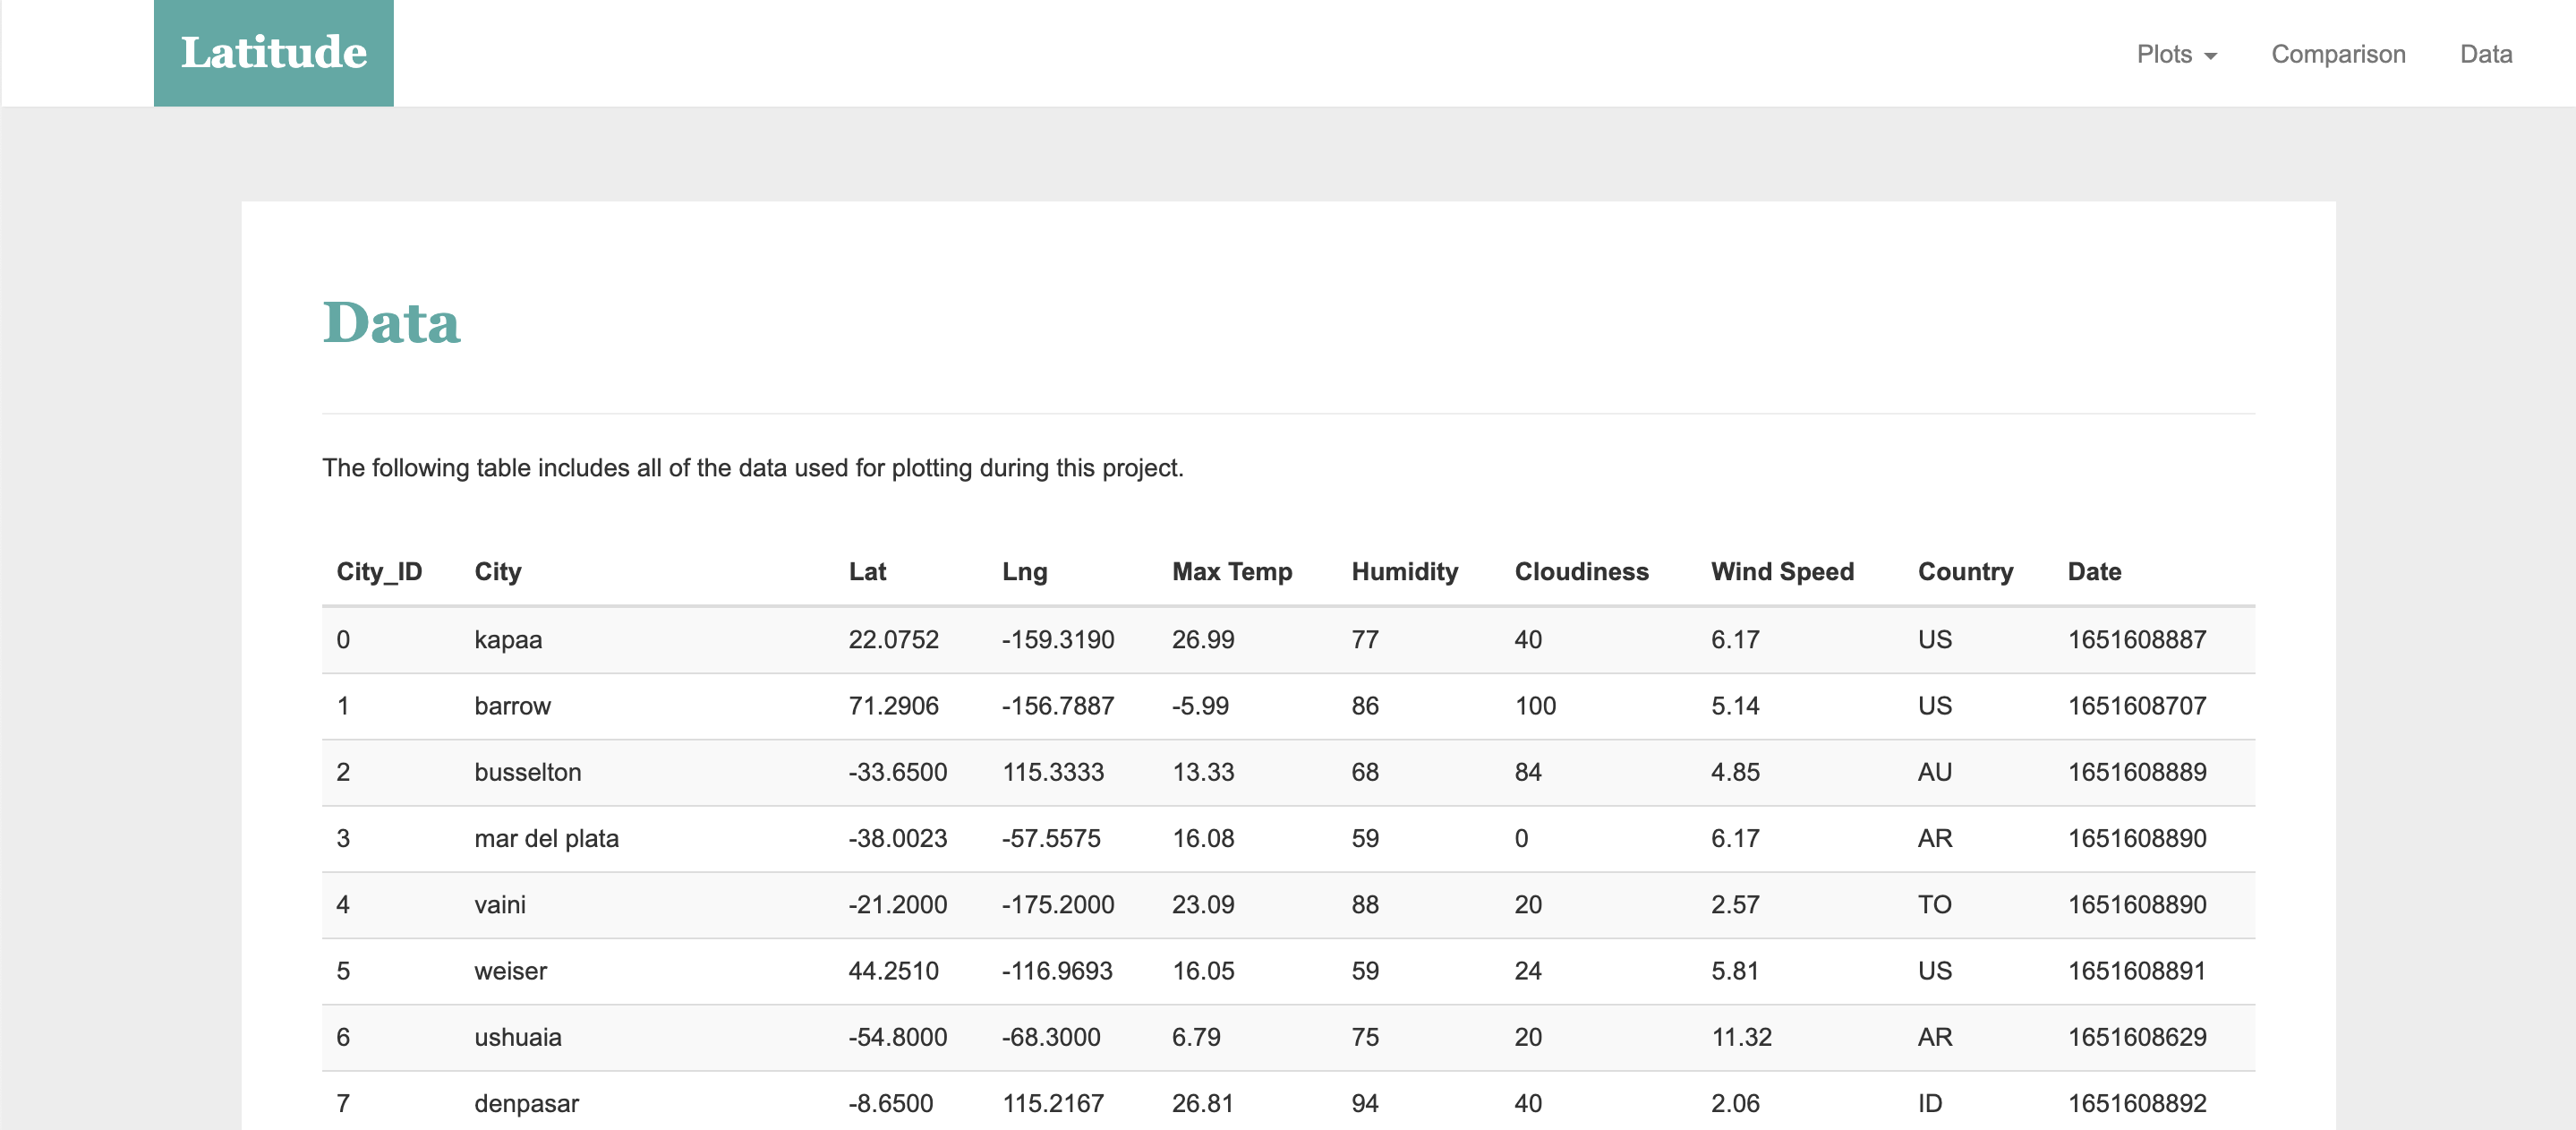 Latitude Plots Comparison Data
Data
The following table includes all of the data used for plotting during this project.
City_ID City Lat Lng Max Temp Humidity Cloudiness Wind Speed Country Date
0 kapaa 22.0752 -159.3190 26.99 77 40 6.17 US 1651608887
1 barrow 71.2906 -156.7887 -5.99 86 100 5.14 US 1651608707
2 busselton -33.6500 115.3333 13.33 68 84 4.85 AU 1651608889
3 mar del plata -38.0023 -57.5575 16.08 59 0 6.17 AR 1651608890
4 vaini -21.2000 -175.2000 23.09 88 20 2.57 TO 1651608890
5 weiser 44.2510 -116.9693 16.05 59 24 5.81 US 1651608891
6 ushuaia -54.8000 -68.3000 6.79 75 20 11.32 AR 1651608629
7 denpasar -8.6500 115.2167 26.81 94 40 2.06 ID 1651608892